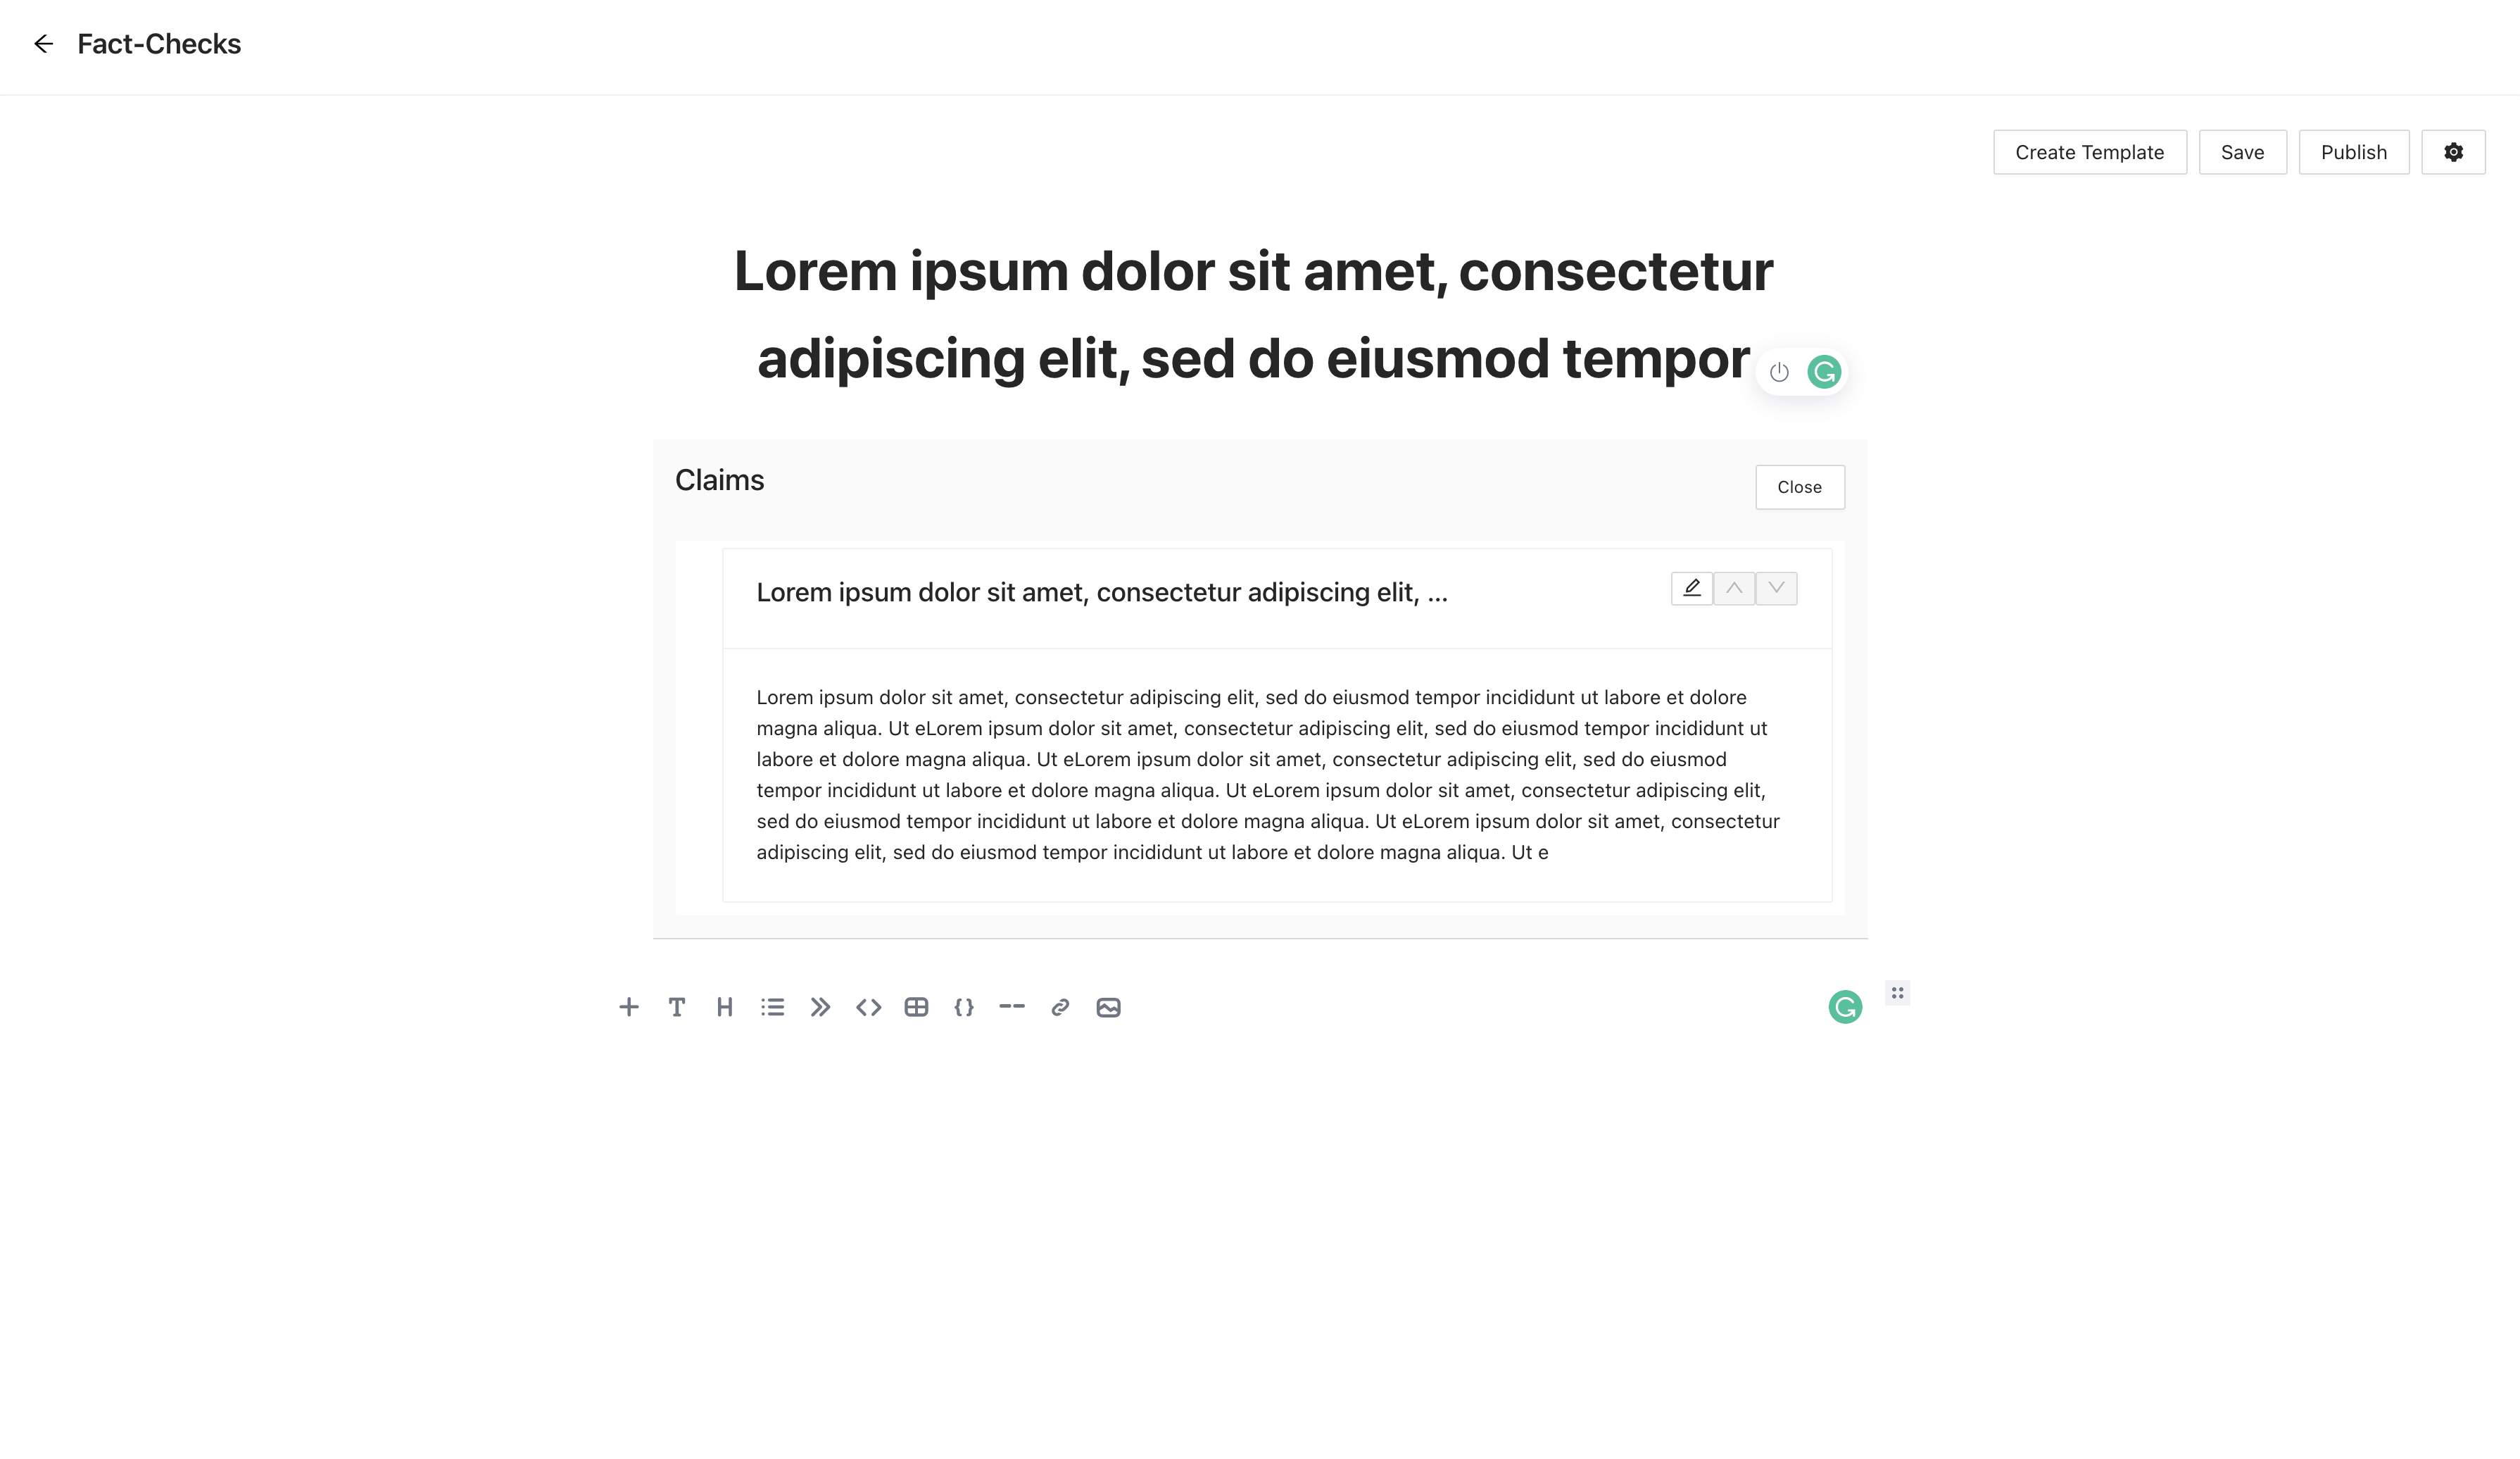 Fact-Checks
Create Template
Save
Publish
Lorem ipsum dolor sit amet, consectetur
adipiscing elit, sed do eiusmod tempor
Claims
Close
Lorem ipsum dolor sit amet, consectetur adipiscing elit, ...
Lorem ipsum dolor sit amet, consectetur adipiscing elit, sed do eiusmod tempor incididunt ut labore et dolore
magna aliqua. Ut eLorem ipsum dolor sit amet, consectetur adipiscing elit, sed do eiusmod tempor incididunt ut
labore et dolore magna aliqua. Ut eLorem ipsum dolor sit amet, consectetur adipiscing elit, sed do eiusmod
tempor incididunt ut labore et dolore magna aliqua. Ut eLorem ipsum dolor sit amet, consectetur adipiscing elit,
sed do eiusmod tempor incididunt ut labore et dolore magna aliqua. Ut eLorem ipsum dolor sit amet, consectetur
adipiscing elit, sed do eiusmod tempor incididunt ut labore et dolore magna aliqua. Ut e